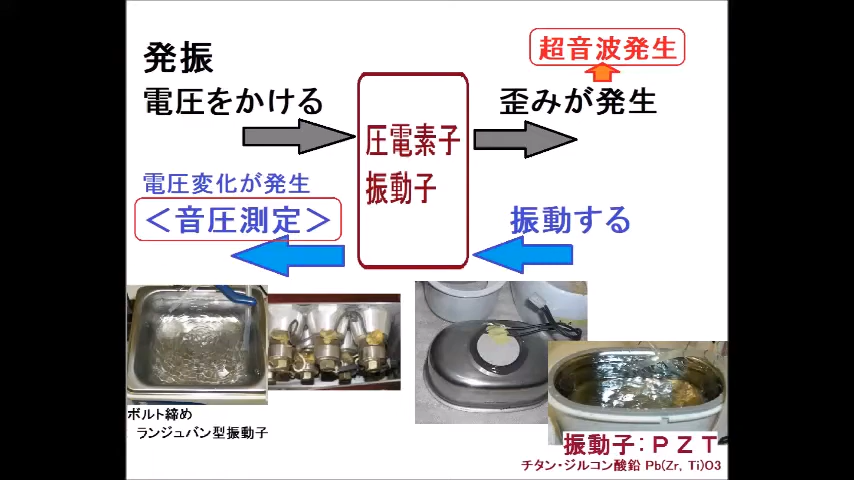 発振
電圧をかける
超音波発生
歪みが発生
圧電素子
振動子
電圧変化が発生
＜音圧測定＞
振動する
ボルト締め
ランジュバン型振動子
振動子：ＰＺＴ
チタン・ジルコン酸鉛 Pb(Zr, Ti)O3